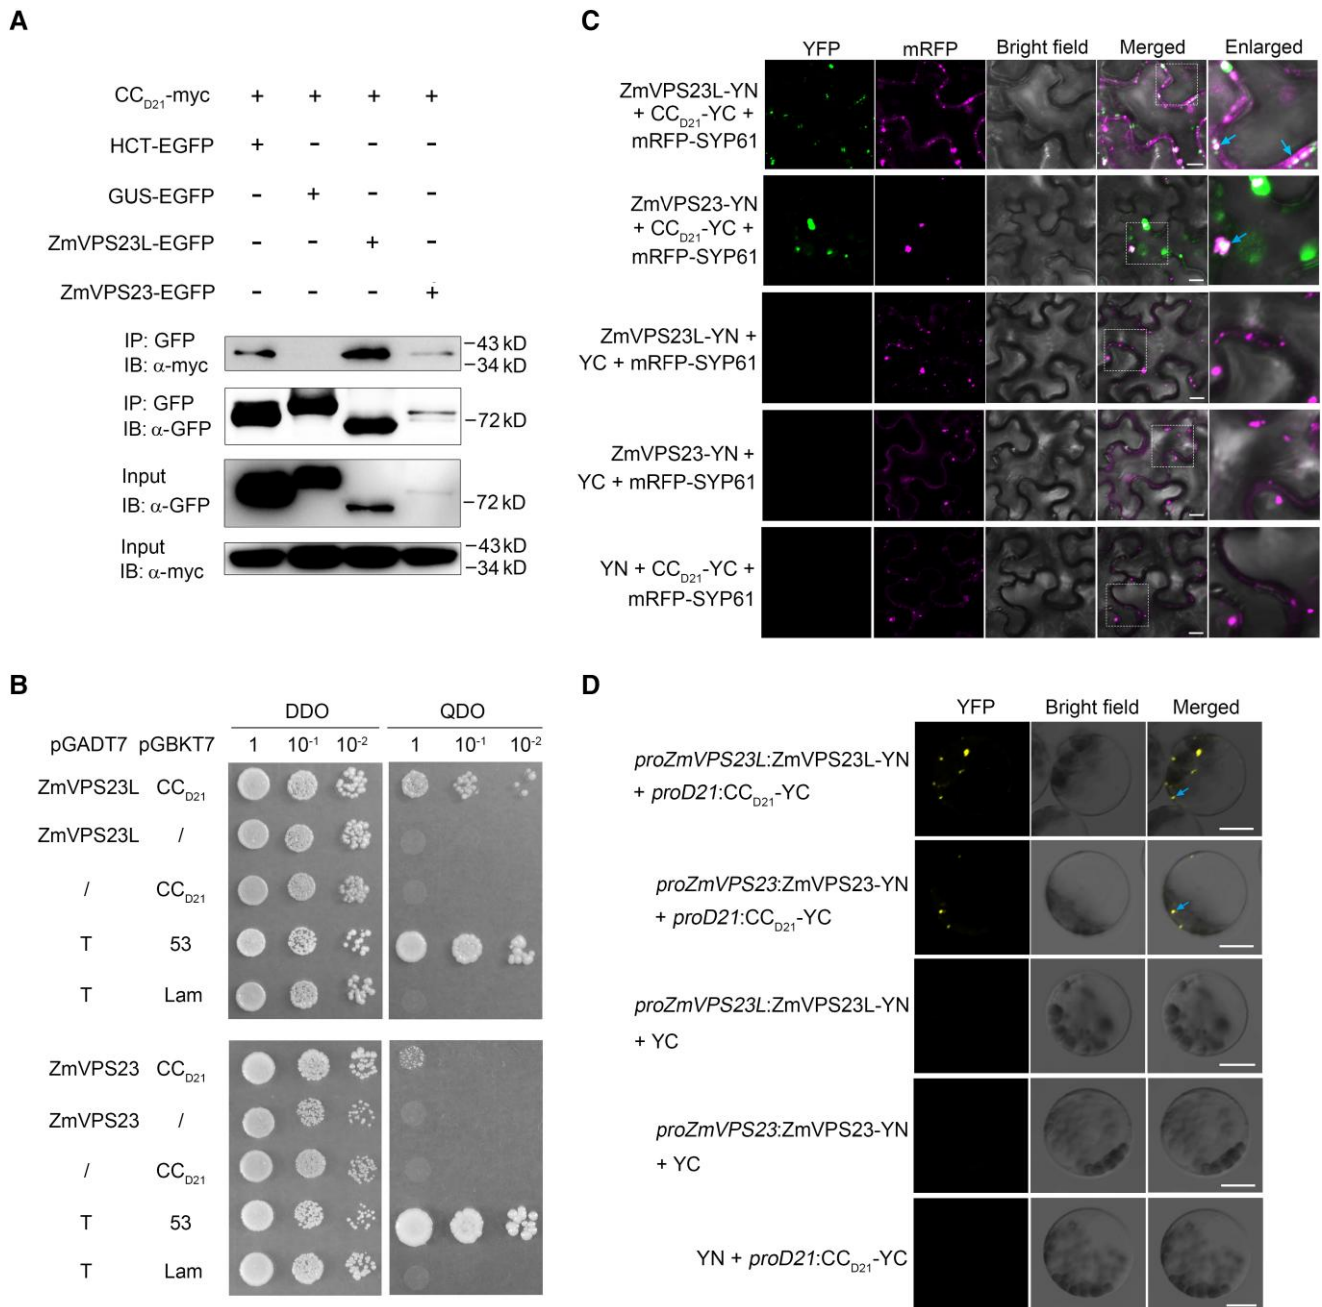 A
CC_D21-myc + + + +
HCT-EGFP + - - -
GUS-EGFP - + - -
ZmVPS23L-EGFP - - + -
ZmVPS23-EGFP - - - +
IP: GFP
IB: α-myc
43 kD
34 kD
IP: GFP
IB: α-GFP
72 kD
Input
IB: α-GFP
72 kD
Input
IB: α-myc
43 kD
34 kD
B
DDO QDO
pGADT7 pGBKT7 1 10⁻¹ 10⁻² 1 10⁻¹ 10⁻²
ZmVPS23L CC_D21
ZmVPS23L /
/ CC_D21
T 53
T Lam
ZmVPS23 CC_D21
ZmVPS23 /
/ CC_D21
T 53
T Lam
C
YFP mRFP Bright field Merged Enlarged
ZmVPS23L-YN
+ CC_D21-YC +
mRFP-SYP61
ZmVPS23-YN
+ CC_D21-YC +
mRFP-SYP61
ZmVPS23L-YN +
YC + mRFP-SYP61
ZmVPS23-YN +
YC + mRFP-SYP61
YN + CC_D21-YC +
mRFP-SYP61
D
YFP Bright field Merged
proZmVPS23L:ZmVPS23L-YN
+ proD21:CC_D21-YC
proZmVPS23:ZmVPS23-YN
+ proD21:CC_D21-YC
proZmVPS23L:ZmVPS23L-YN
+ YC
proZmVPS23:ZmVPS23-YN
+ YC
YN + proD21:CC_D21-YC